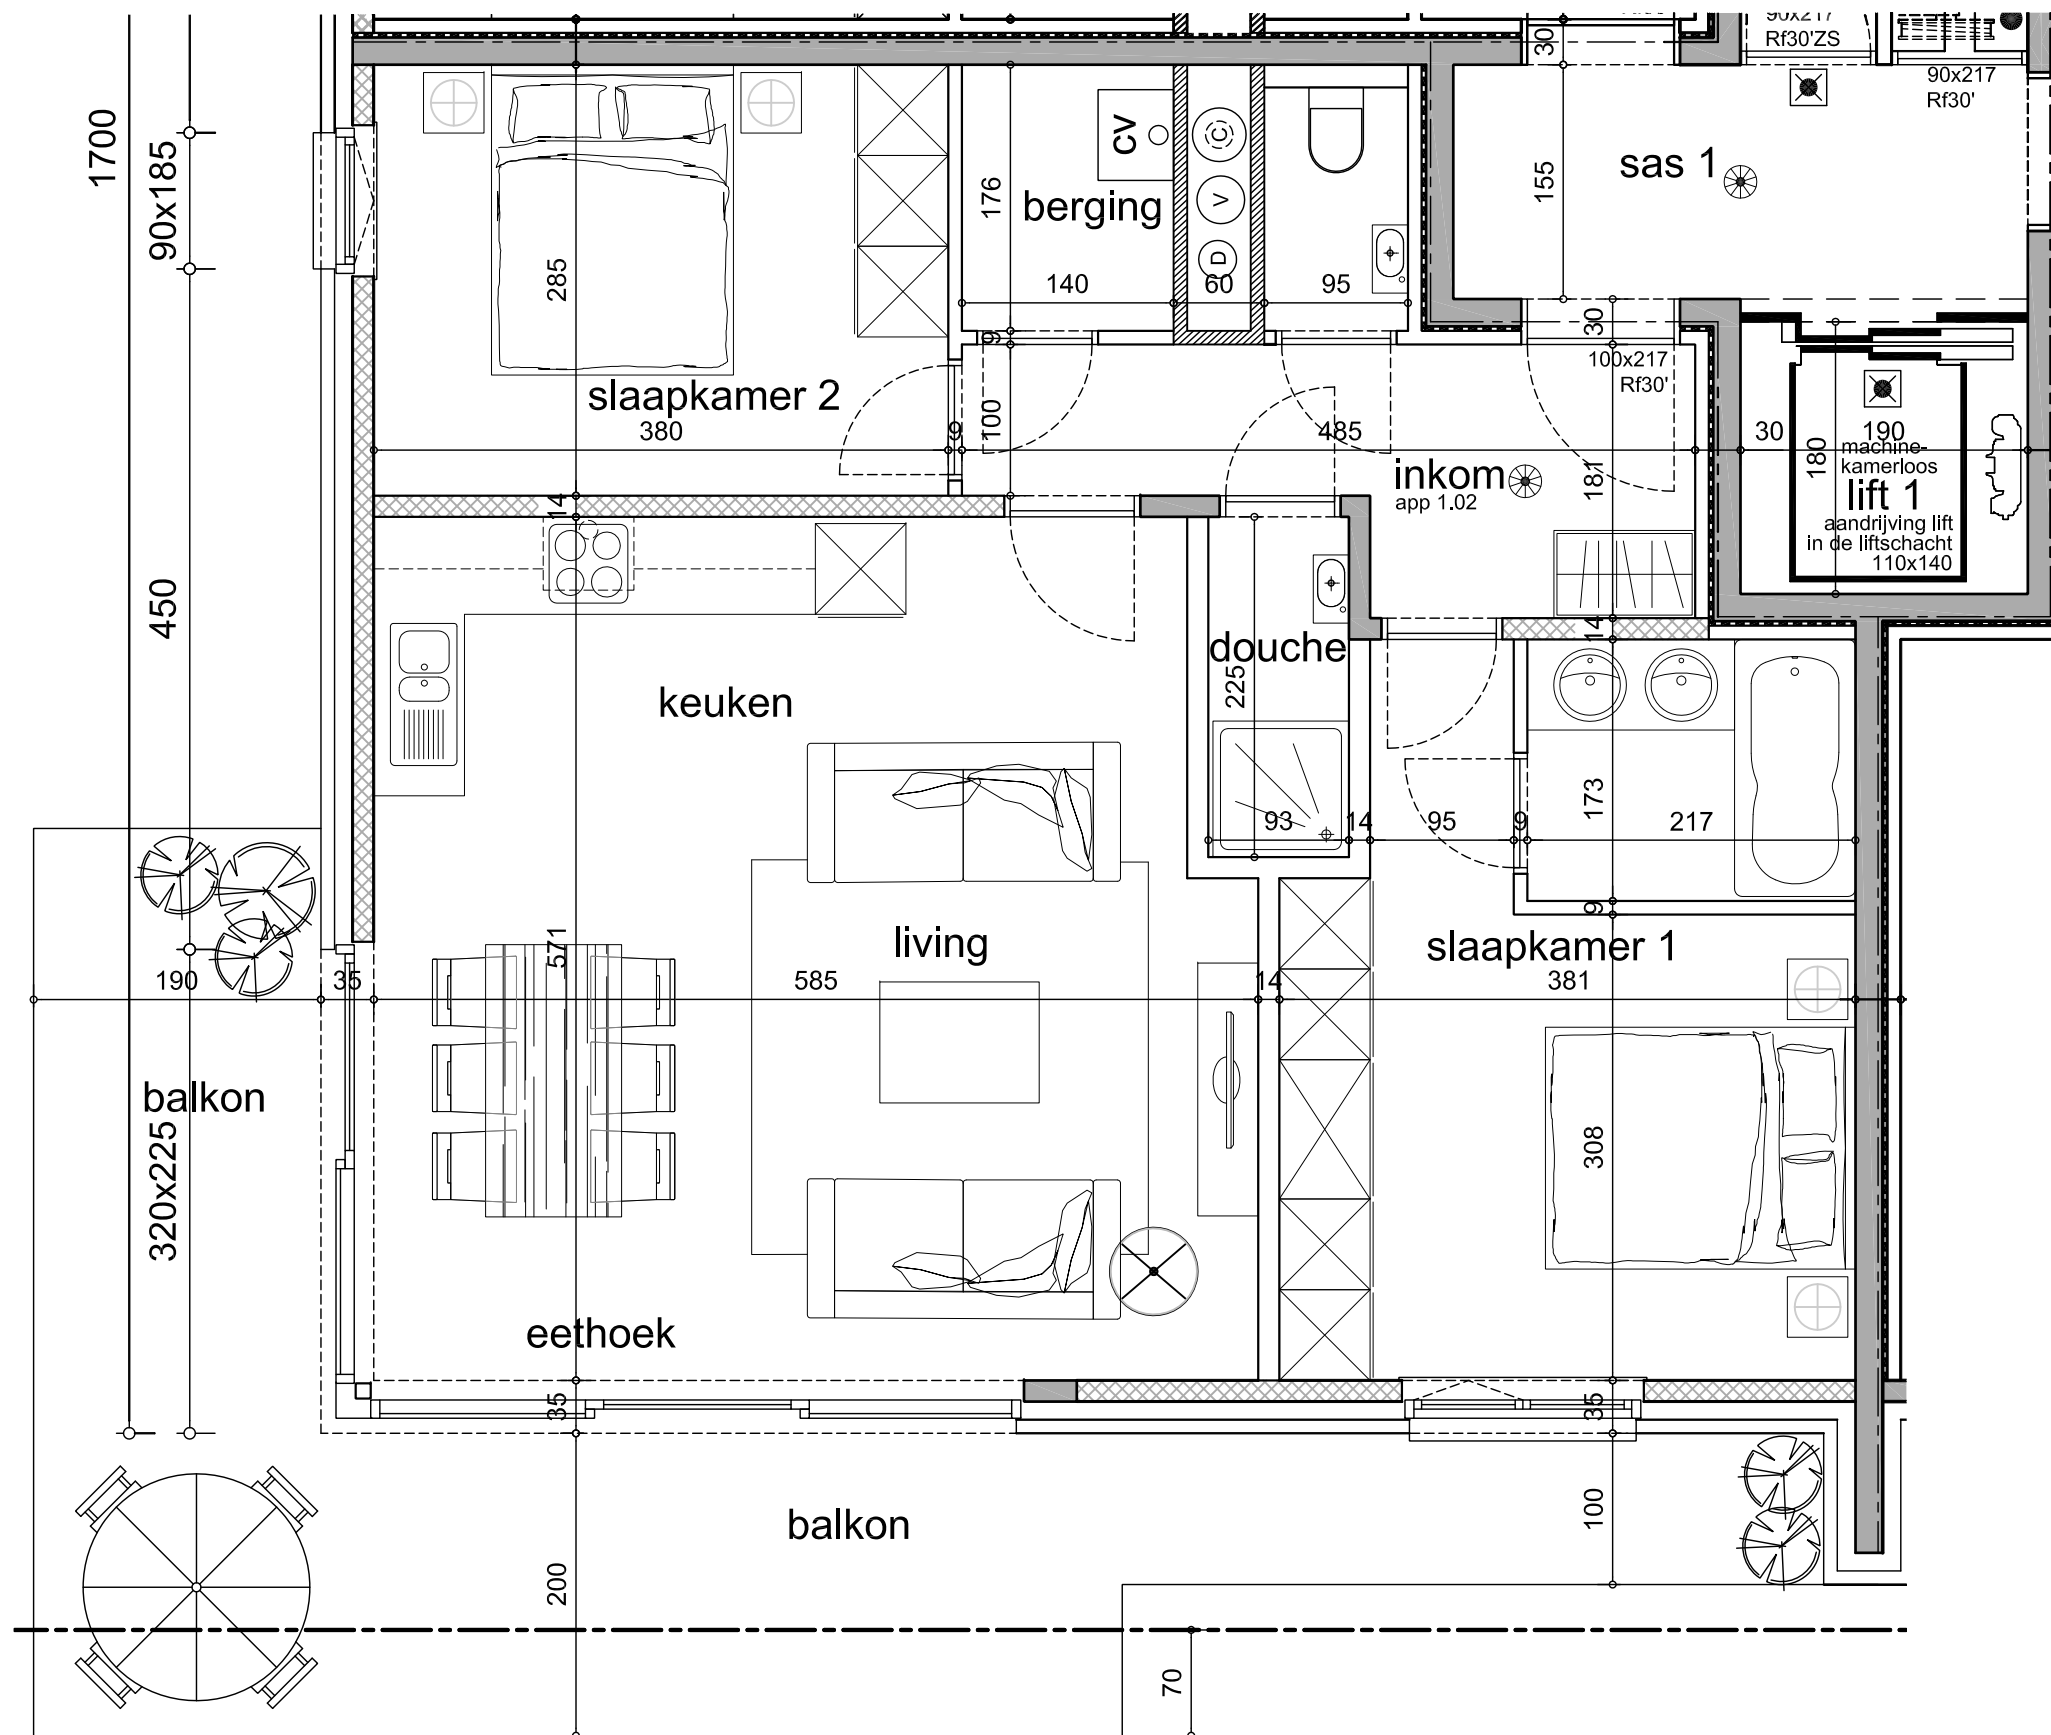 90x217
Rf30'ZS
90x217
Rf30'
30
1700
90x185
CV
C
V
D
sas 1
155
176
berging
285
140
60
95
9
30
100x217
Rf30'
slaapkamer 2
380
9
100
485
30
190
180
machine-
kamerloos
lift 1
aandrijving lift
in de liftschacht
110x140
inkom
app 1.02
181
14
450
14
douche
225
keuken
173
93
14
95
9
217
9
571
living
slaapkamer 1
190
35
585
14
381
balkon
320x225
308
eethoek
35
35
balkon
100
200
70